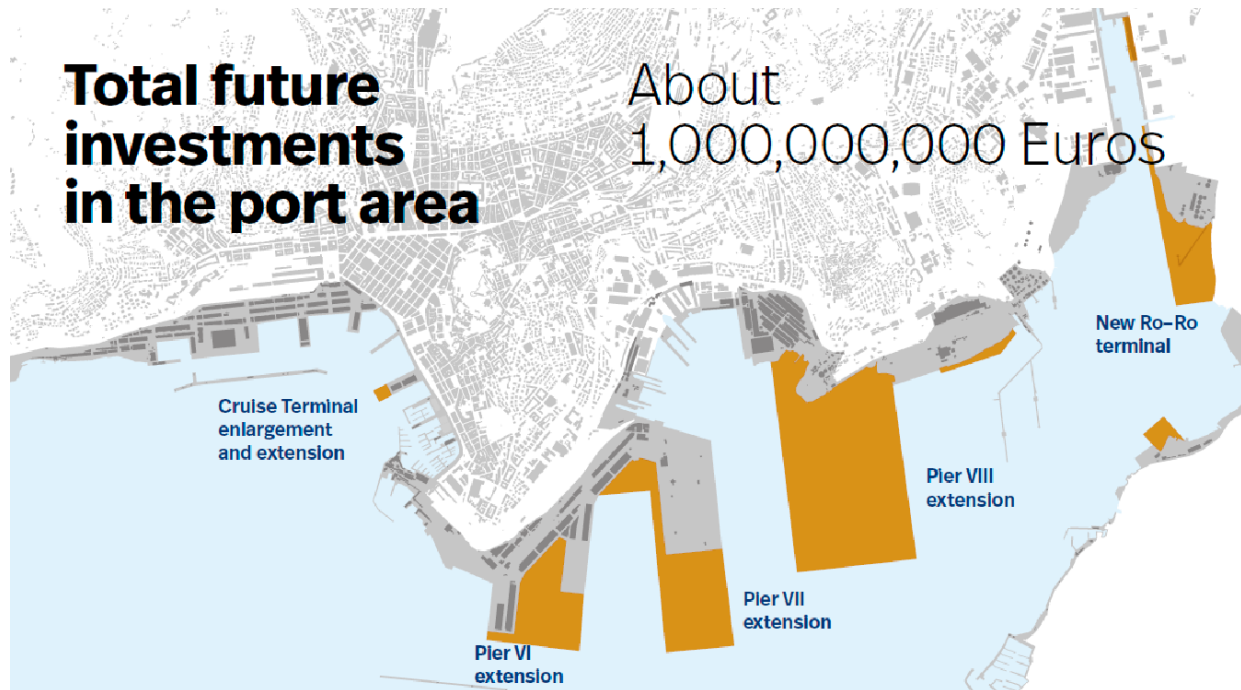 Total future
investments
in the port area
About
1,000,000,000 Euros
New Ro-Ro
terminal
Cruise Terminal
enlargement
and extension
Pier VIII
extension
Pier VII
extension
Pier VI
extension